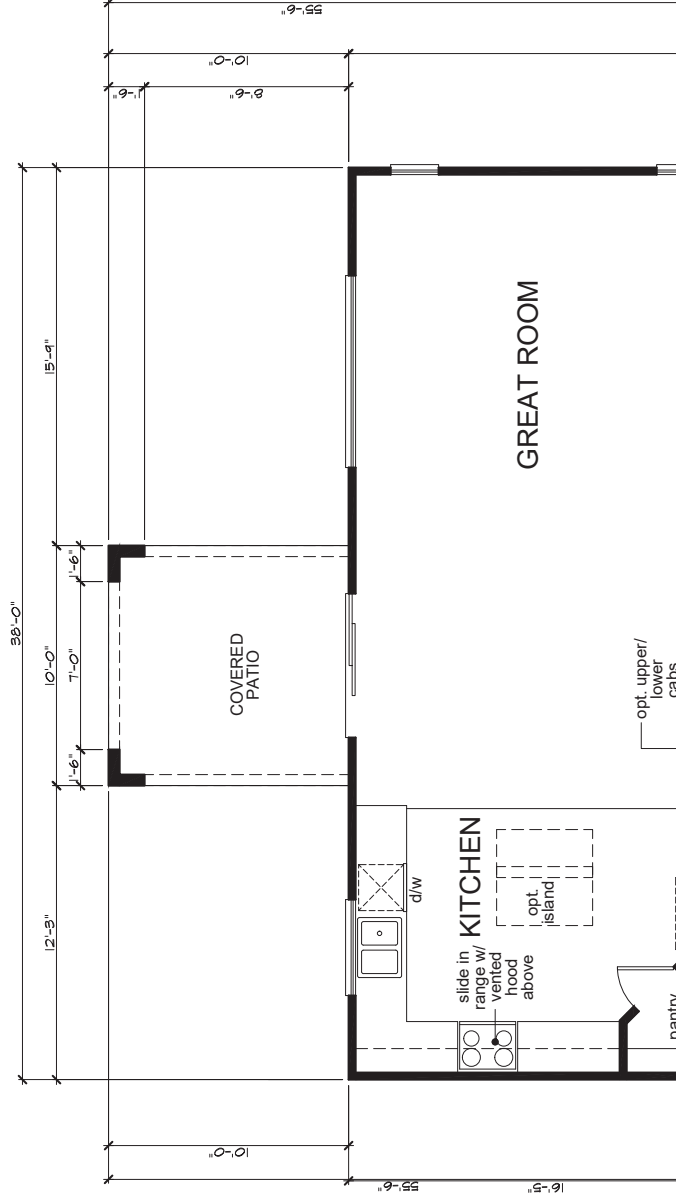 55'-6"
10'-0"
1'-6"
8'-6"
38'-0"
15'-9"
10'-0"
12'-3"
1'-6"
7'-0"
1'-6"
GREAT ROOM
COVERED
PATIO
opt. upper/
lower
cabs
KITCHEN
d/w
opt.
island
slide in
range w/
vented
hood
above
pantry
10'-0"
55'-6"
16'-5"